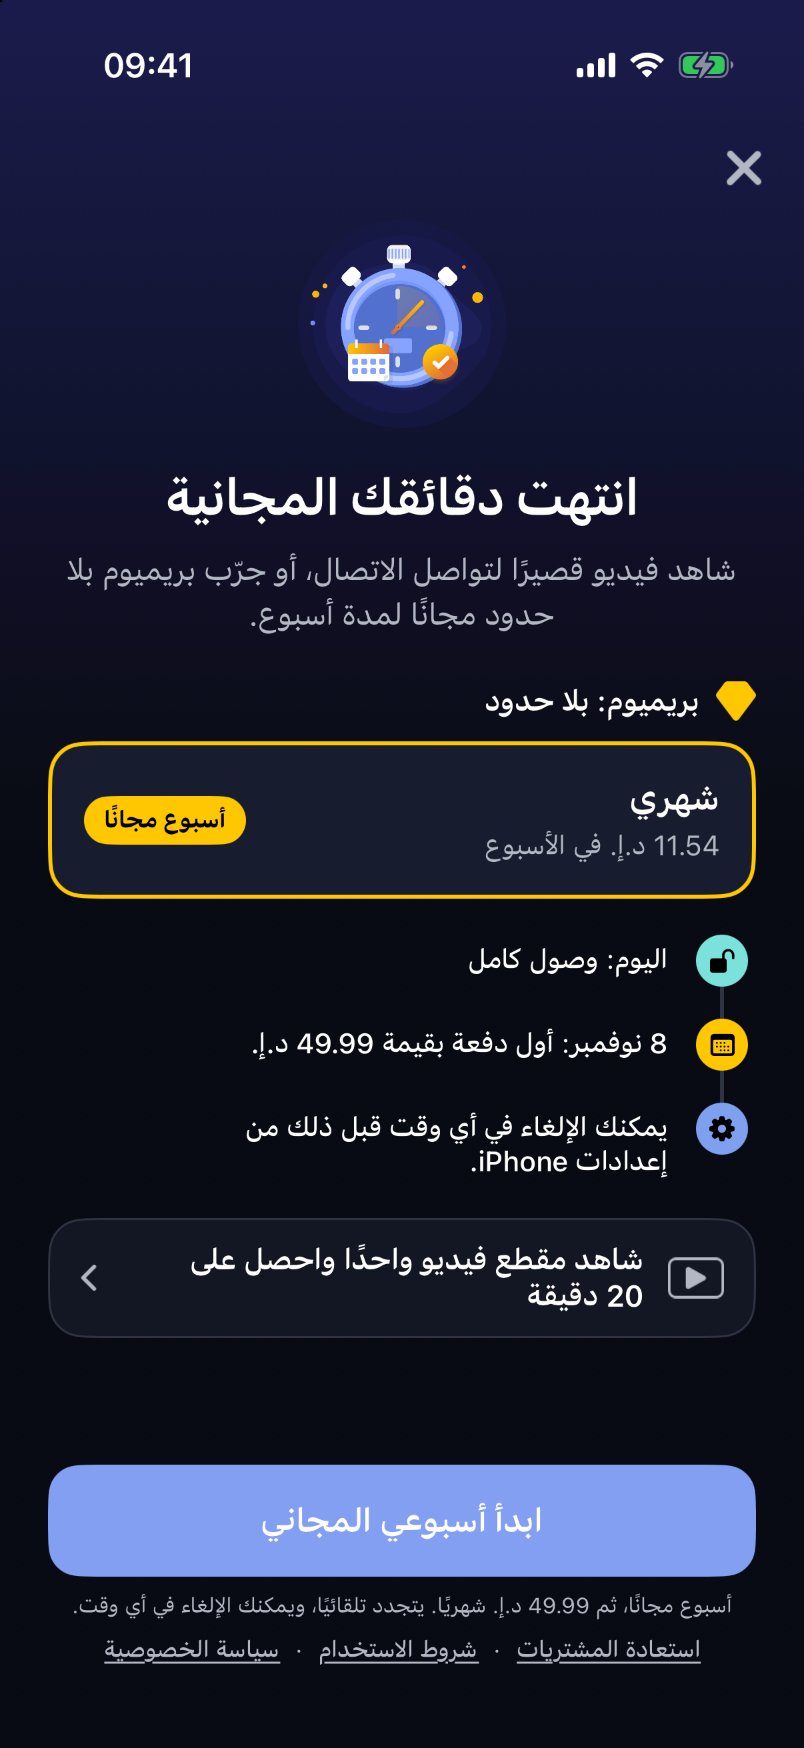 09:41
انتهت دقائقك المجانية
شاهد فيديو قصيرًا لتواصل الاتصال، أو جرّب بريميوم بلا
حدود مجانًا لمدة أسبوع.
بريميوم: بلا حدود
شهري
أسبوع مجانًا
11.54 د.إ. في الأسبوع
اليوم: وصول كامل
8 نوفمبر: أول دفعة بقيمة 49.99 د.إ.
يمكنك الإلغاء في أي وقت قبل ذلك من
إعدادات iPhone.
شاهد مقطع فيديو واحدًا واحصل على
20 دقيقة
ابدأ أسبوعي المجاني
أسبوع مجانًا، ثم 49.99 د.إ. شهريًا. يتجدد تلقائيًا، ويمكنك الإلغاء في أي وقت.
استعادة المشتريات · شروط الاستخدام · سياسة الخصوصية